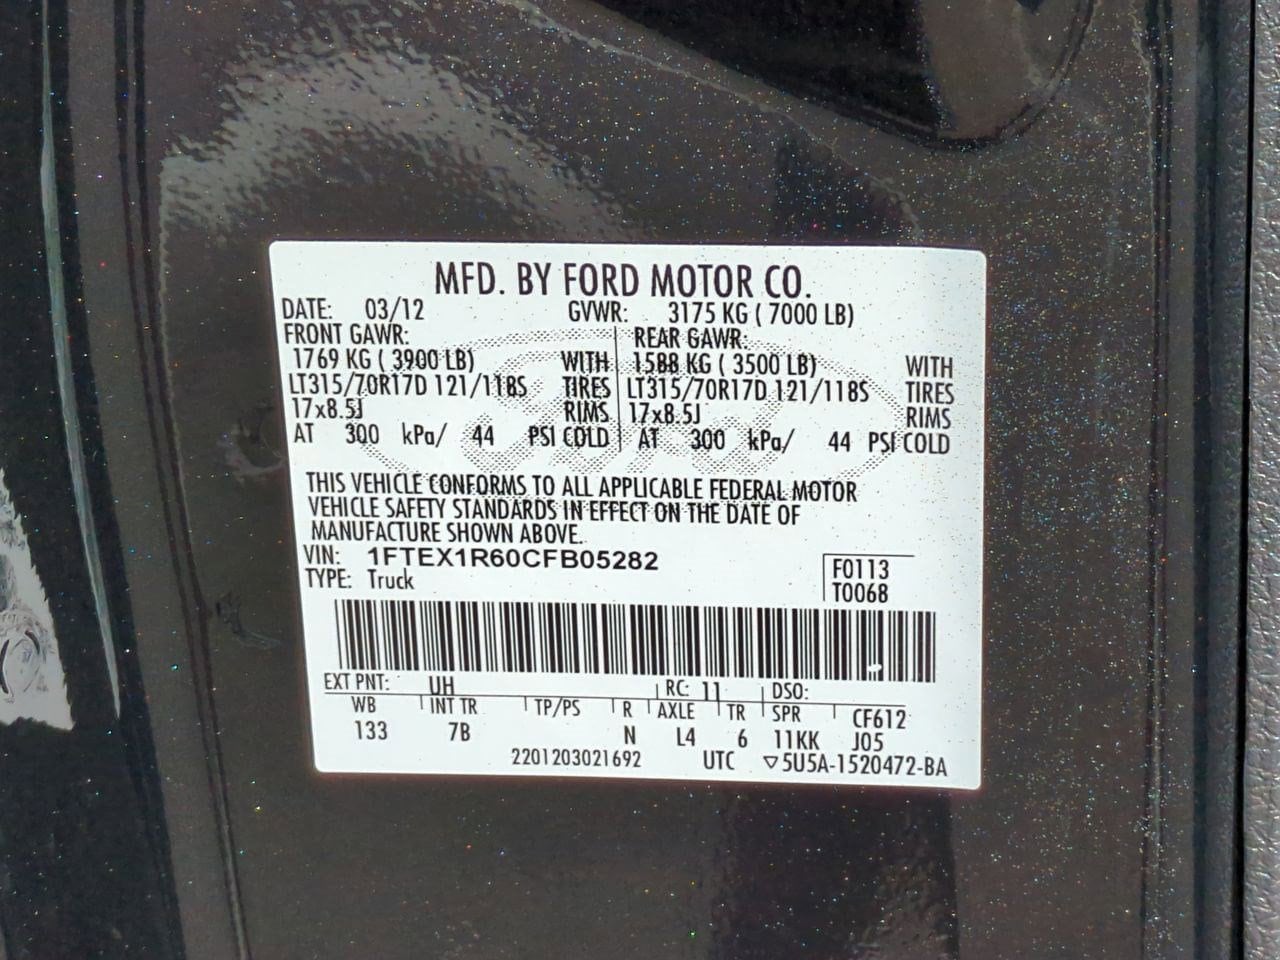 MFD. BY FORD MOTOR CO.
DATE: 03/12 GVWR: 3175 KG ( 7000 LB)
FRONT GAWR: REAR GAWR:
1769 KG ( 3900 LB) WITH 1588 KG ( 3500 LB) WITH
LT315/70R17D 121/118S TIRES LT315/70R17D 121/118S TIRES
17x8.5J RIMS 17x8.5J RIMS
AT 300 kPa/ 44 PSI COLD AT 300 kPa/ 44 PSI COLD
THIS VEHICLE CONFORMS TO ALL APPLICABLE FEDERAL MOTOR
VEHICLE SAFETY STANDARDS IN EFFECT ON THE DATE OF
MANUFACTURE SHOWN ABOVE.
VIN: 1FTEX1R60CFB05282 F0113
TYPE: Truck T0068
EXT PNT: UH RC: 11 DSO:
WB INT TR TP/PS R AXLE TR SPR CF612
133 7B N L4 6 11KK J05
2201203021692 UTC ▽5U5A-1520472-BA